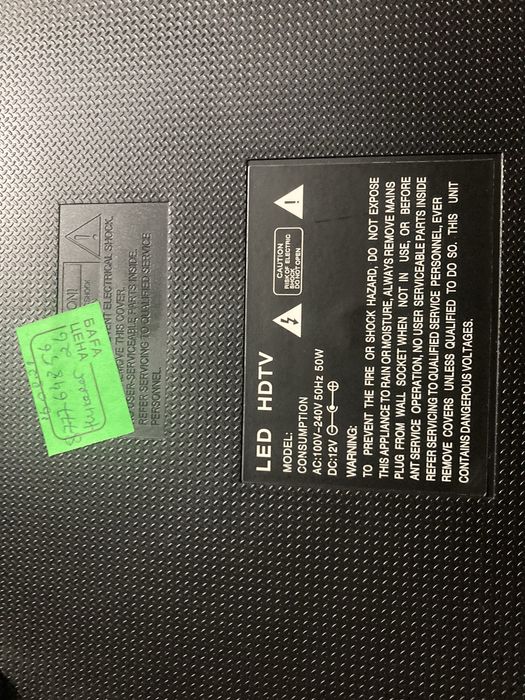 LED HDTV
MODEL:
CONSUMPTION
AC:100V~240V 50Hz 50W
DC:12V
CAUTION
RISK OF ELECTRIC
SHOCK
DO NOT OPEN
WARNING:
TO PREVENT THE FIRE OR SHOCK HAZARD, DO NOT EXPOSE
THIS APPLIANCE TO RAIN OR MOISTURE, ALWAYS REMOVE MAINS
PLUG FROM WALL SOCKET WHEN NOT IN USE, OR BEFORE
ANT SERVICE OPERATION, NO USER SERVICEABLE PARTS INSIDE
REFER SERVICING TO QUALIFIED SERVICE PERSONNEL, EVER
REMOVE COVERS UNLESS QUALIFIED TO DO SO. THIS UNIT
CONTAINS DANGEROUS VOLTAGES.
БАҒА
ЦЕНА
ENT ELECTRICAL SHOCK,
MOVE THIS COVER.
USER-SERVICEABLE PARTS INSIDE.
REFER SERVICING TO QUALIFIED SERVICE
PERSONNEL